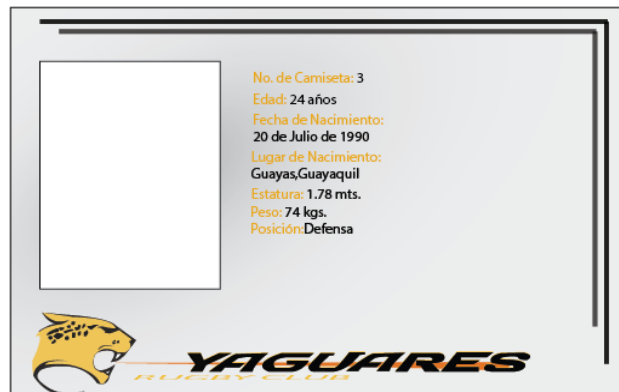 No. de Camiseta: 3
Edad: 24 años
Fecha de Nacimiento:
20 de Julio de 1990
Lugar de Nacimiento:
Guayas,Guayaquil
Estatura: 1.78 mts.
Peso: 74 kgs.
Posición:Defensa
YAGUARES
RUGBY CLUB